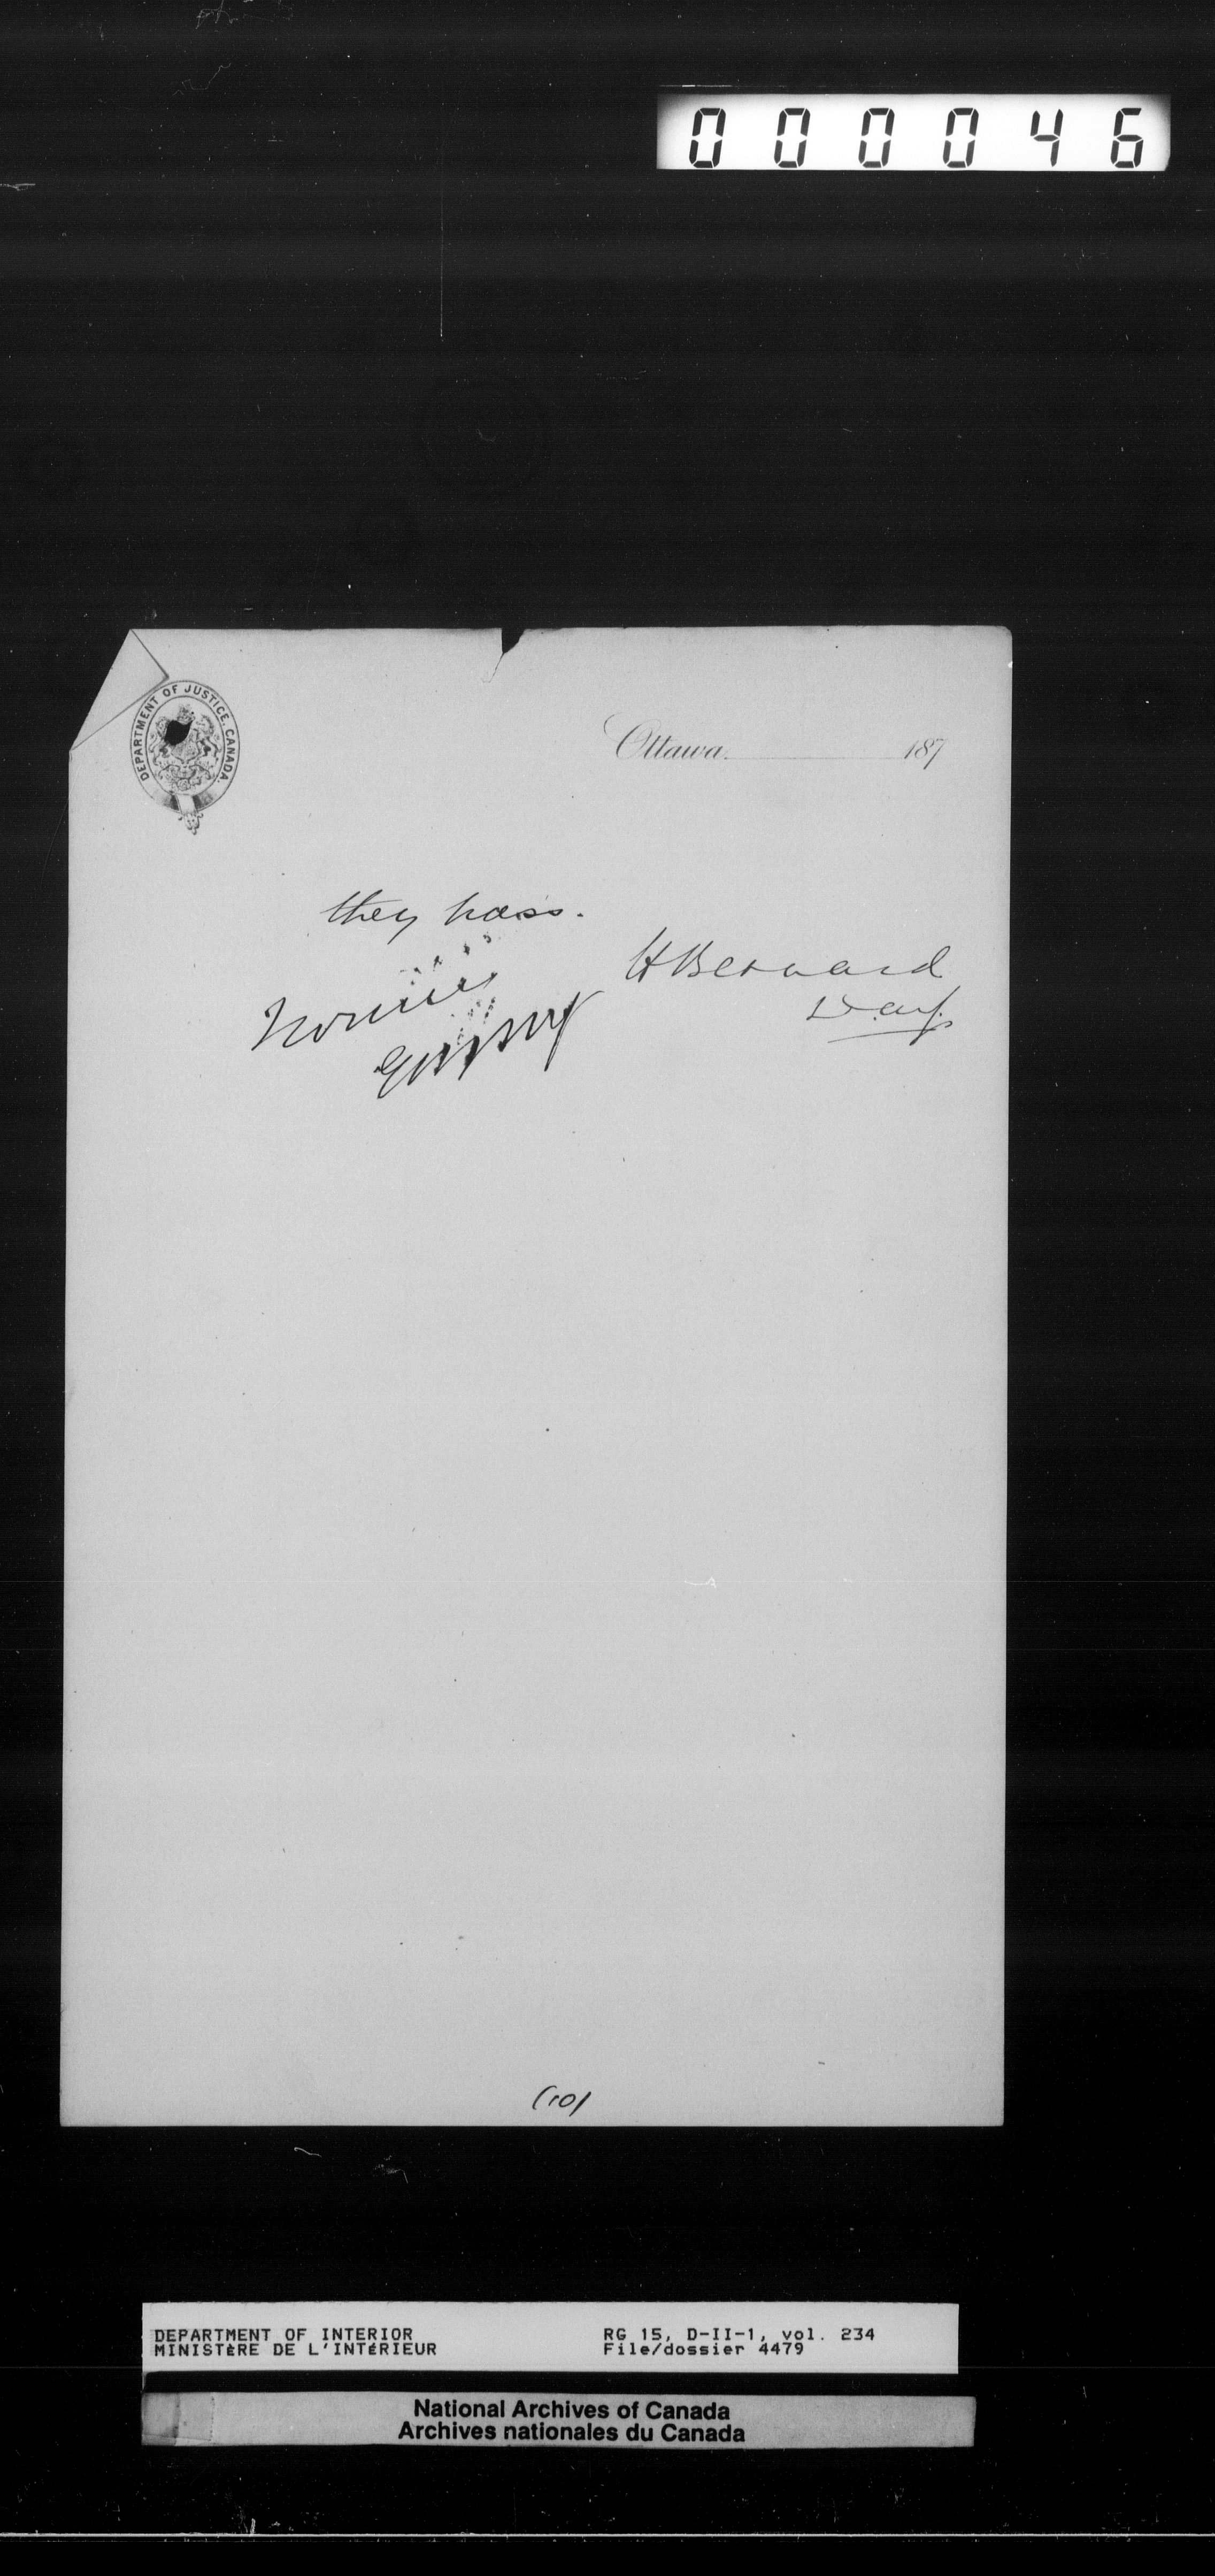 000046
DEPARTMENT OF JUSTICE, CANADA.
Ottawa. 187
they pass.
H Bernard
(10)
DEPARTMENT OF INTERIOR RG 15, D-II-1, vol. 234
MINISTÈRE DE L'INTÉRIEUR File/dossier 4479
National Archives of Canada
Archives nationales du Canada